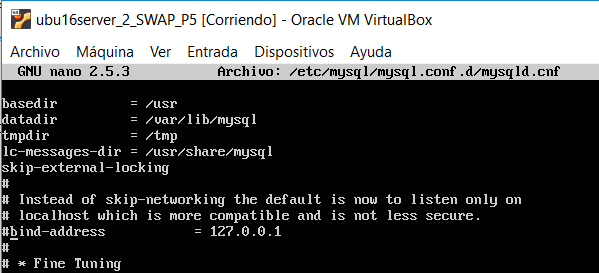 ubu16server_2_SWAP_P5 [Corriendo] - Oracle VM VirtualBox
Archivo Máquina Ver Entrada Dispositivos Ayuda
GNU nano 2.5.3 Archivo: /etc/mysql/mysql.conf.d/mysqld.cnf
basedir = /usr
datadir = /var/lib/mysql
tmpdir = /tmp
lc-messages-dir = /usr/share/mysql
skip-external-locking
#
# Instead of skip-networking the default is now to listen only on
# localhost which is more compatible and is not less secure.
#bind-address = 127.0.0.1
#
# * Fine Tuning